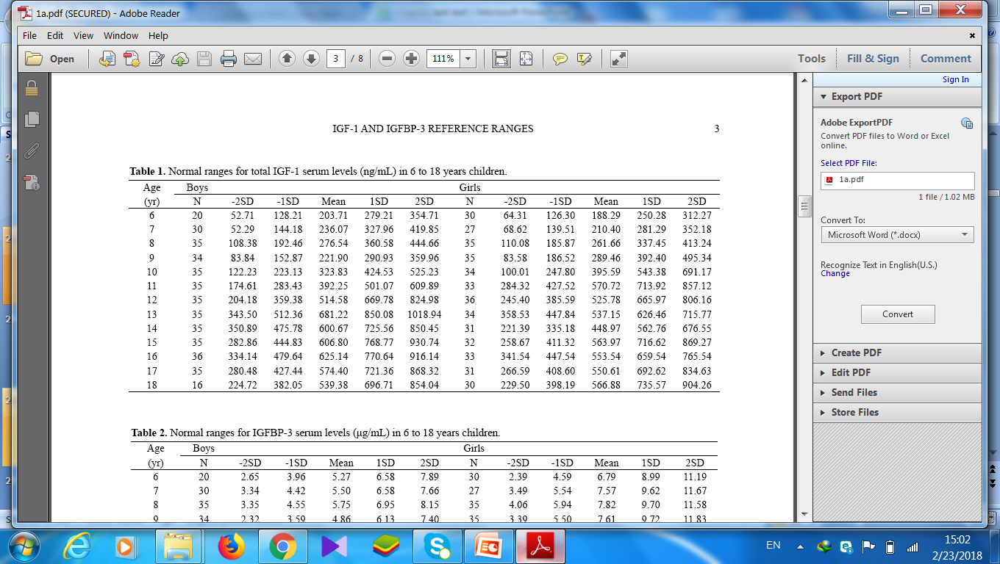 1a.pdf (SECURED) - Adobe Reader
File Edit View Window Help
Open 3 / 8 111% Tools Fill & Sign Comment
Sign In
Export PDF
Adobe ExportPDF
Convert PDF files to Word or Excel
online.
Select PDF File:
1a.pdf
1 file / 1.02 MB
Convert To:
Microsoft Word (*.docx)
Recognize Text in English(U.S.)
Change
Convert
Create PDF
Edit PDF
Send Files
Store Files
IGF-1 AND IGFBP-3 REFERENCE RANGES 3
Table 1. Normal ranges for total IGF-1 serum levels (ng/mL) in 6 to 18 years children.
Age Boys Girls
(yr) N -2SD -1SD Mean 1SD 2SD N -2SD -1SD Mean 1SD 2SD
6 20 52.71 128.21 203.71 279.21 354.71 30 64.31 126.30 188.29 250.28 312.27
7 30 52.29 144.18 236.07 327.96 419.85 27 68.62 139.51 210.40 281.29 352.18
8 35 108.38 192.46 276.54 360.58 444.66 35 110.08 185.87 261.66 337.45 413.24
9 34 83.84 152.87 221.90 290.93 359.96 35 83.58 186.52 289.46 392.40 495.34
10 35 122.23 223.13 323.83 424.53 525.23 34 100.01 247.80 395.59 543.38 691.17
11 35 174.61 283.43 392.25 501.07 609.89 33 284.32 427.52 570.72 713.92 857.12
12 35 204.18 359.38 514.58 669.78 824.98 36 245.40 385.59 525.78 665.97 806.16
13 35 343.50 512.36 681.22 850.08 1018.94 34 358.53 447.84 537.15 626.46 715.77
14 35 350.89 475.78 600.67 725.56 850.45 31 221.39 335.18 448.97 562.76 676.55
15 35 282.86 444.83 606.80 768.77 930.74 32 258.67 411.32 563.97 716.62 869.27
16 36 334.14 479.64 625.14 770.64 916.14 33 341.54 447.54 553.54 659.54 765.54
17 35 280.48 427.44 574.40 721.36 868.32 31 266.59 408.60 550.61 692.62 834.63
18 16 224.72 382.05 539.38 696.71 854.04 30 229.50 398.19 566.88 735.57 904.26
Table 2. Normal ranges for IGFBP-3 serum levels (µg/mL) in 6 to 18 years children.
Age Boys Girls
(yr) N -2SD -1SD Mean 1SD 2SD N -2SD -1SD Mean 1SD 2SD
6 20 2.65 3.96 5.27 6.58 7.89 30 2.39 4.59 6.79 8.99 11.19
7 30 3.34 4.42 5.50 6.58 7.66 27 3.49 5.54 7.57 9.62 11.67
8 35 3.35 4.55 5.75 6.95 8.15 35 4.06 5.94 7.82 9.70 11.58
9 34 2.32 3.59 4.86 6.13 7.40 35 3.39 5.50 7.61 9.72 11.83
EN 15:02
2/23/2018